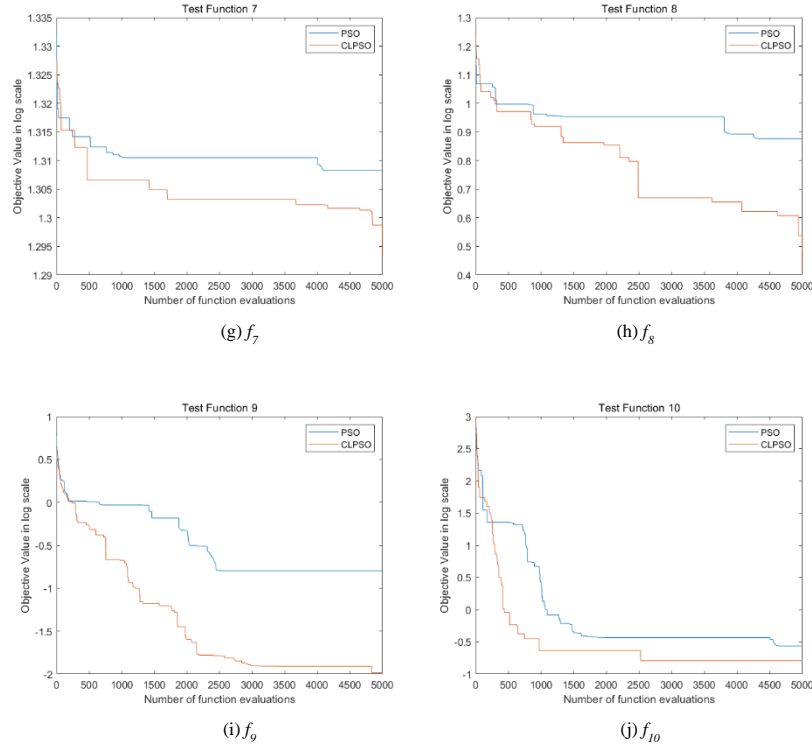 Test Function 7
PSO
CLPSO
Objective Value in log scale
1.335
1.33
1.325
1.32
1.315
1.31
1.305
1.3
1.295
1.29
0 500 1000 1500 2000 2500 3000 3500 4000 4500 5000
Number of function evaluations
(g) f7
Test Function 8
PSO
CLPSO
Objective Value in log scale
1.3
1.2
1.1
1
0.9
0.8
0.7
0.6
0.5
0.4
0 500 1000 1500 2000 2500 3000 3500 4000 4500 5000
Number of function evaluations
(h) f8
Test Function 9
PSO
CLPSO
Objective Value in log scale
1
0.5
0
-0.5
-1
-1.5
-2
0 500 1000 1500 2000 2500 3000 3500 4000 4500 5000
Number of function evaluations
(i) f9
Test Function 10
PSO
CLPSO
Objective Value in log scale
3
2.5
2
1.5
1
0.5
0
-0.5
-1
0 500 1000 1500 2000 2500 3000 3500 4000 4500 5000
Number of function evaluations
(j) f10